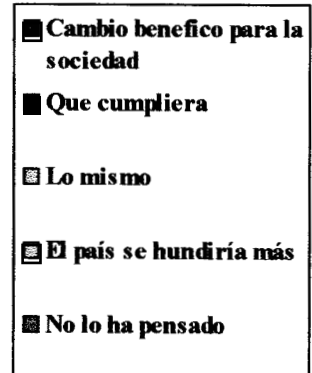 Cambio benefico para la
sociedad
Que cumpliera
Lo mismo
El país se hundiría más
No lo ha pensado